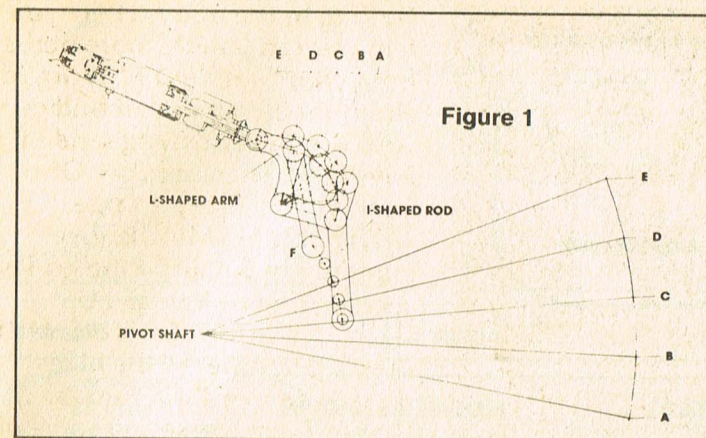 E D C B A
Figure 1
E
L-SHAPED ARM
I-SHAPED ROD
D
F
C
PIVOT SHAFT
B
A